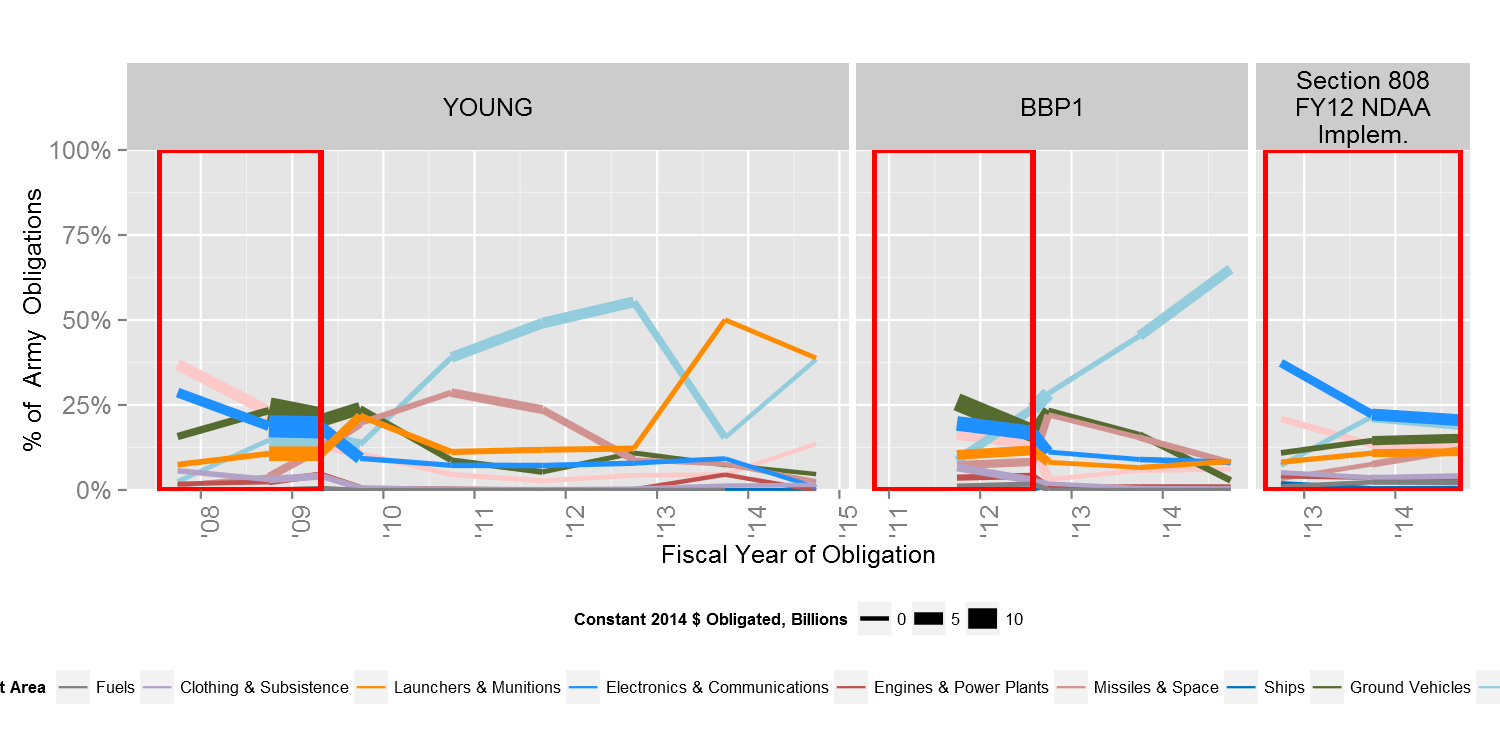 YOUNG
BBP1
Section 808
FY12 NDAA
Implem.
100%
75%
50%
25%
0%
% of  Army  Obligations
'08
'09
'10
'11
'12
'13
'14
'15
'11
'12
'13
'14
'13
'14
Fiscal Year of Obligation
Constant 2014 $ Obligated, Billions 0 5 10
t Area Fuels Clothing & Subsistence Launchers & Munitions Electronics & Communications Engines & Power Plants Missiles & Space Ships Ground Vehicles